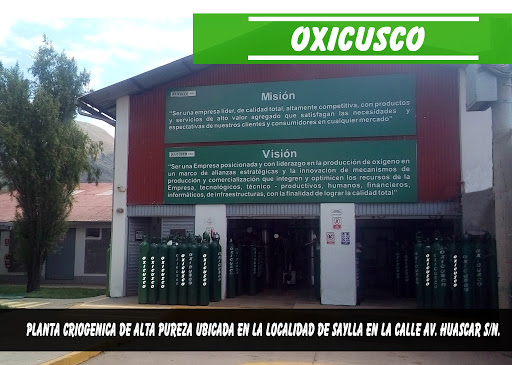 OXICUSCO
Misión
"Ser una empresa líder, de calidad total, altamente competitiva, con productos
y servicios de alto valor agregado que satisfagan las necesidades y
expectativas de nuestros clientes y consumidores en cualquier mercado"
Visión
"Ser una Empresa posicionada y con liderazgo en la producción de oxígeno en
un marco de alianzas estratégicas y la innovación de mecanismos de
producción y comercialización que integren y optimicen los recursos de la
Empresa, tecnológicos, técnico - productivos, humanos, financieros,
informáticos, de infraestructuras, con la finalidad de lograr la calidad total"
PLANTA CRIOGENICA DE ALTA PUREZA UBICADA EN LA LOCALIDAD DE SAYLLA EN LA CALLE AV. HUASCAR S/N.